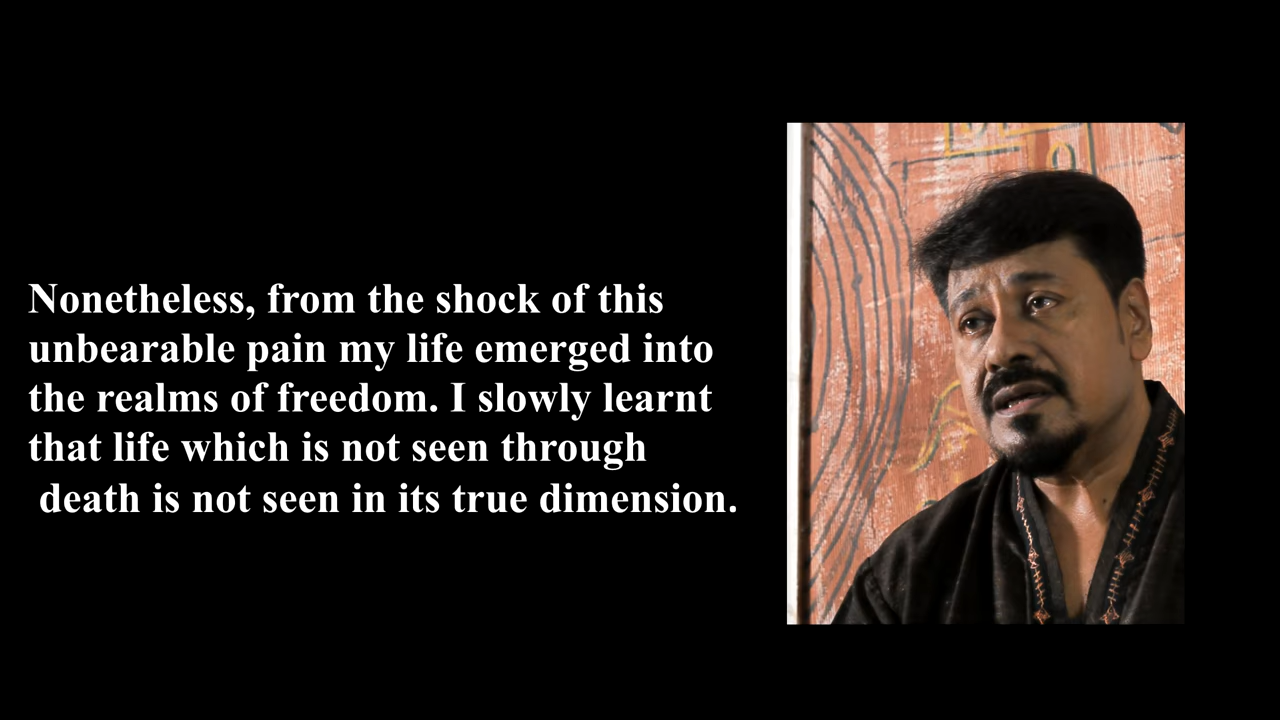 Nonetheless, from the shock of this
unbearable pain my life emerged into
the realms of freedom. I slowly learnt
that life which is not seen through
death is not seen in its true dimension.